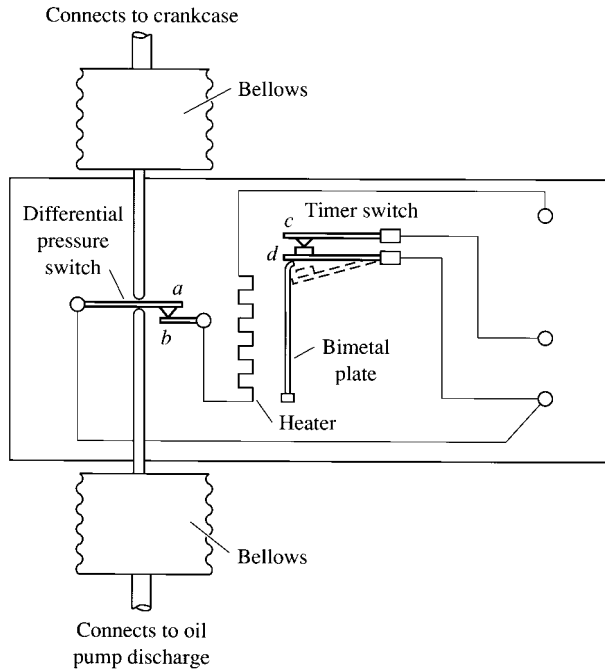 Connects to crankcase
Bellows
Differential
pressure
switch
a
b
Timer switch
c
d
Bimetal
plate
Heater
Bellows
Connects to oil
pump discharge